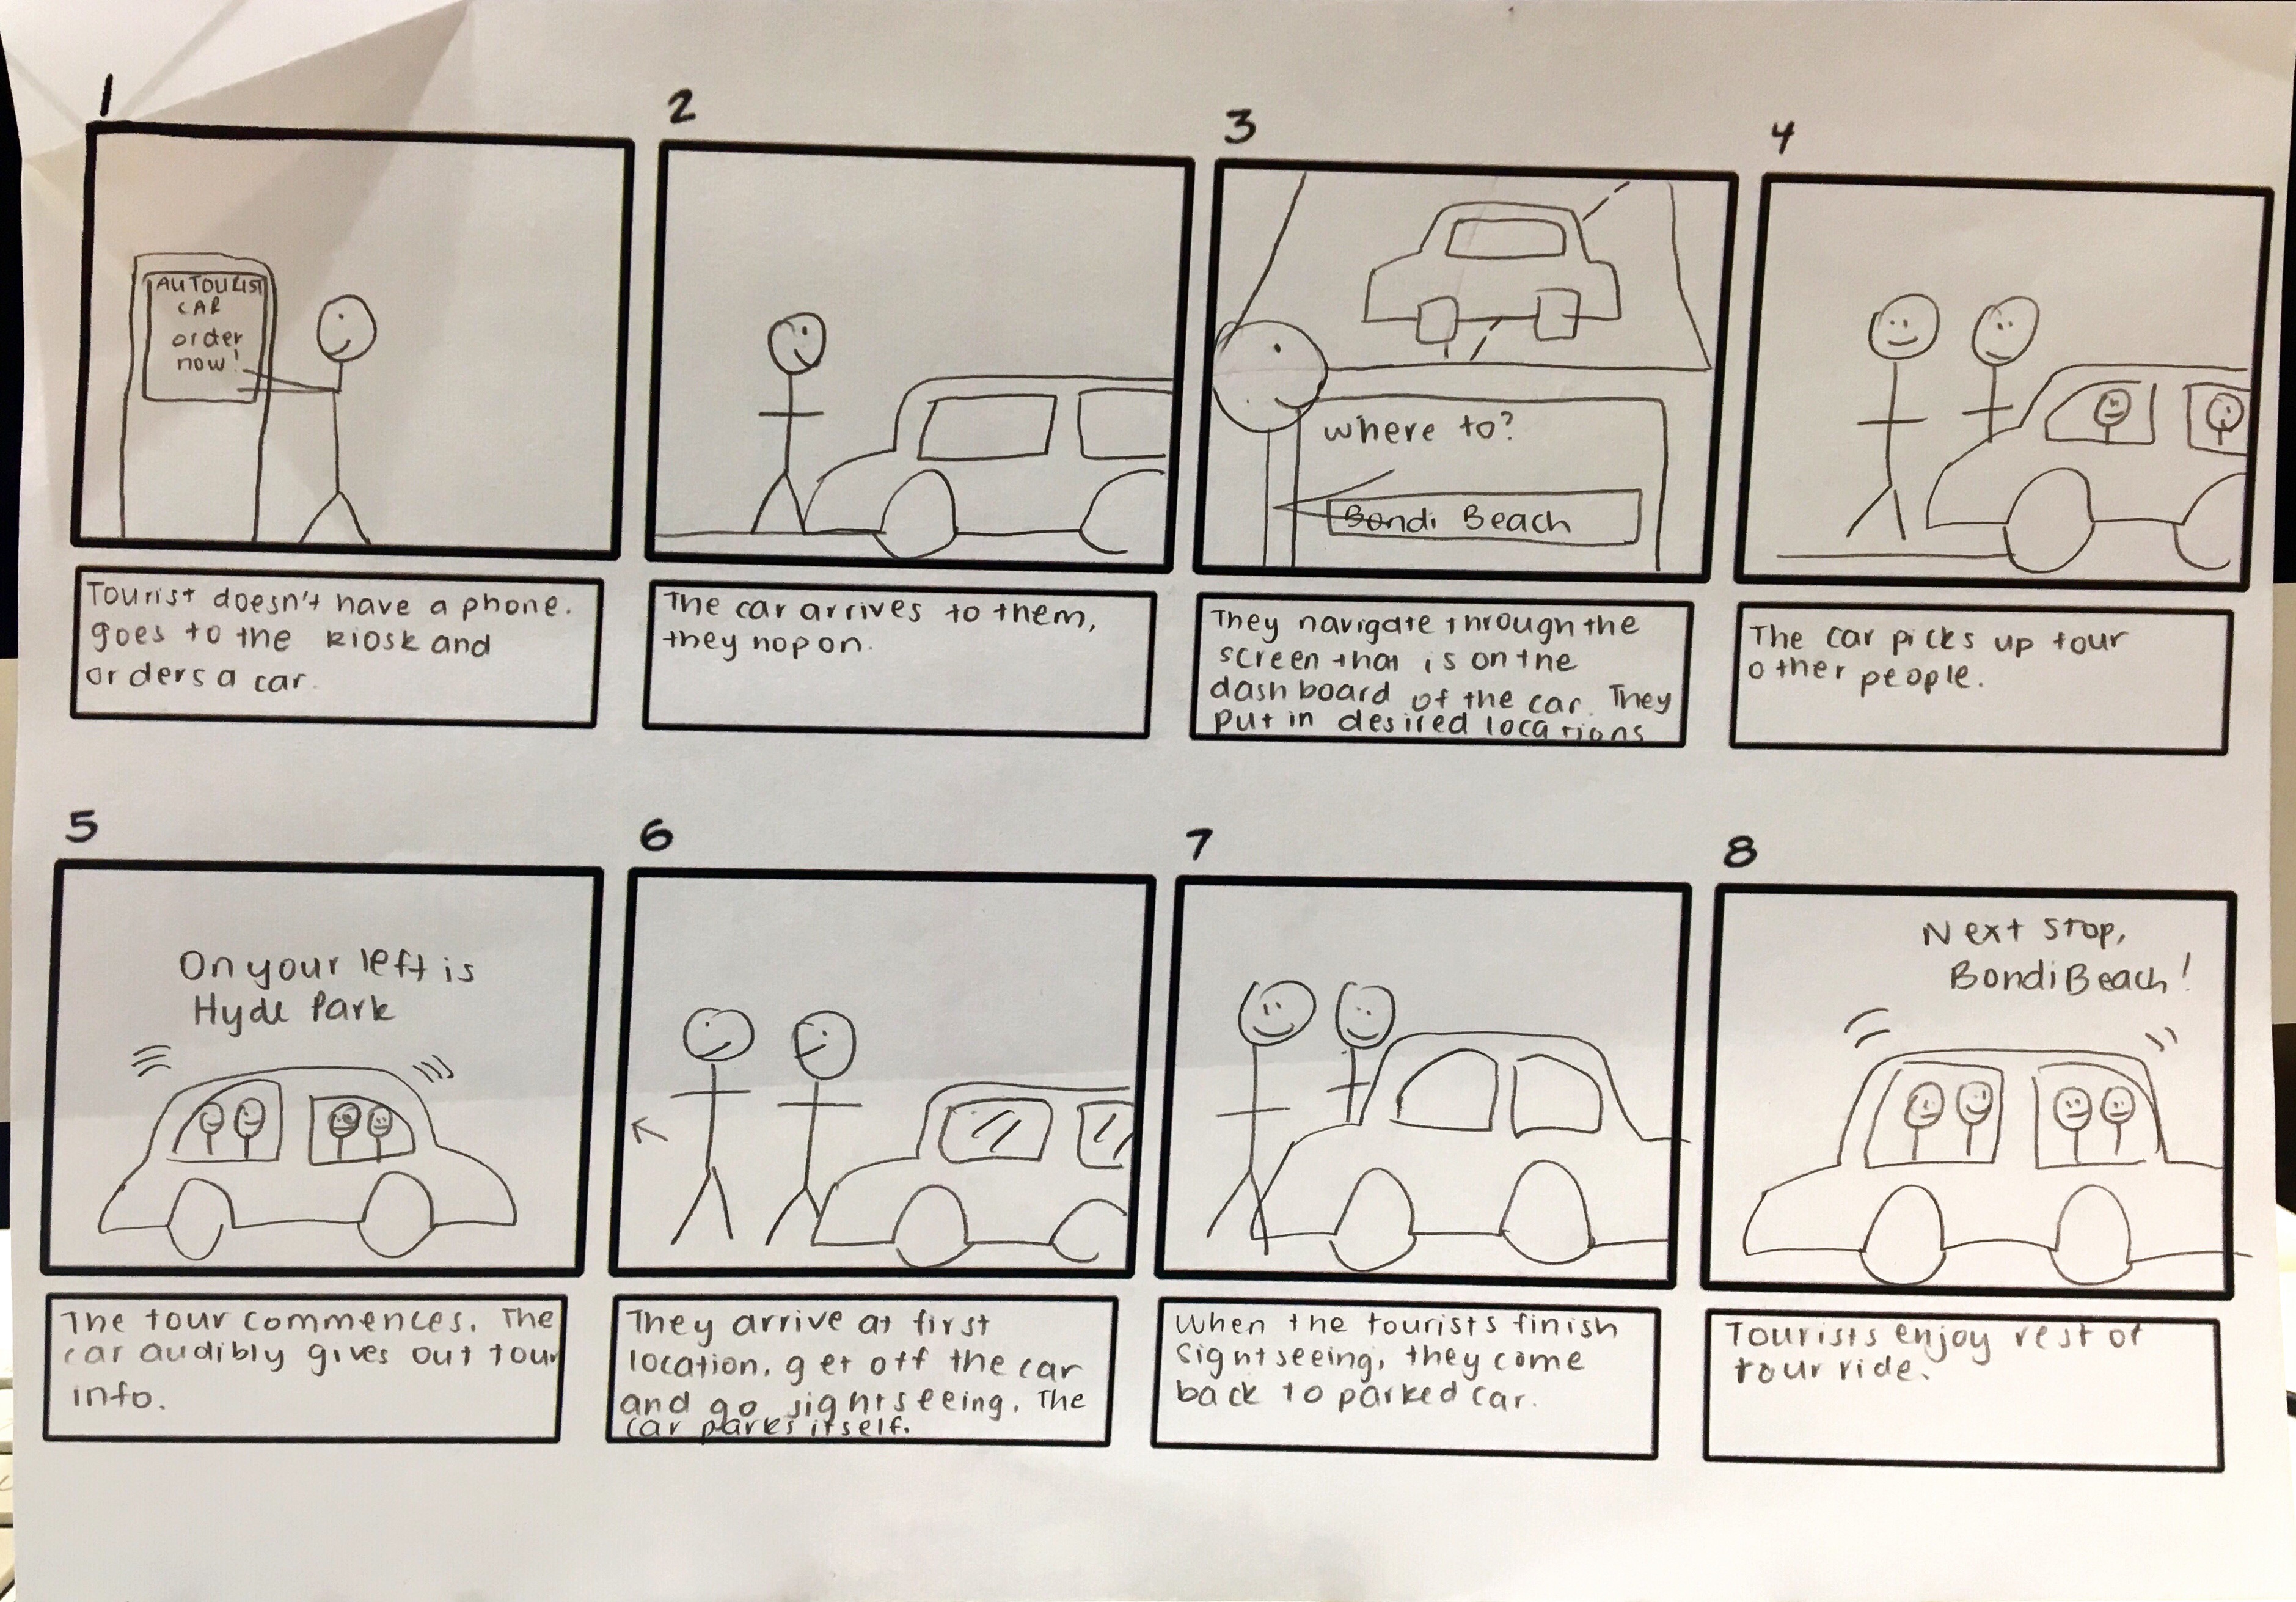 1
AUTOURIST
CAR
order
now!
Tourist doesn't have a phone.
goes to the kiosk and
orders a car.
2
The car arrives to them,
they hop on.
3
where to?
Bondi Beach
They navigate through the
screen that is on the
dashboard of the car. They
put in desired locations
4
The car picks up tour
other people.
5
On your left is
Hyde Park
The tour commences. The
car audibly gives out tour
info.
6
They arrive at first
location, get off the car
and go sightseeing. The
car parks itself.
7
When the tourists finish
sightseeing, they come
back to parked car.
8
Next stop,
Bondi Beach!
Tourists enjoy rest of
tour ride.